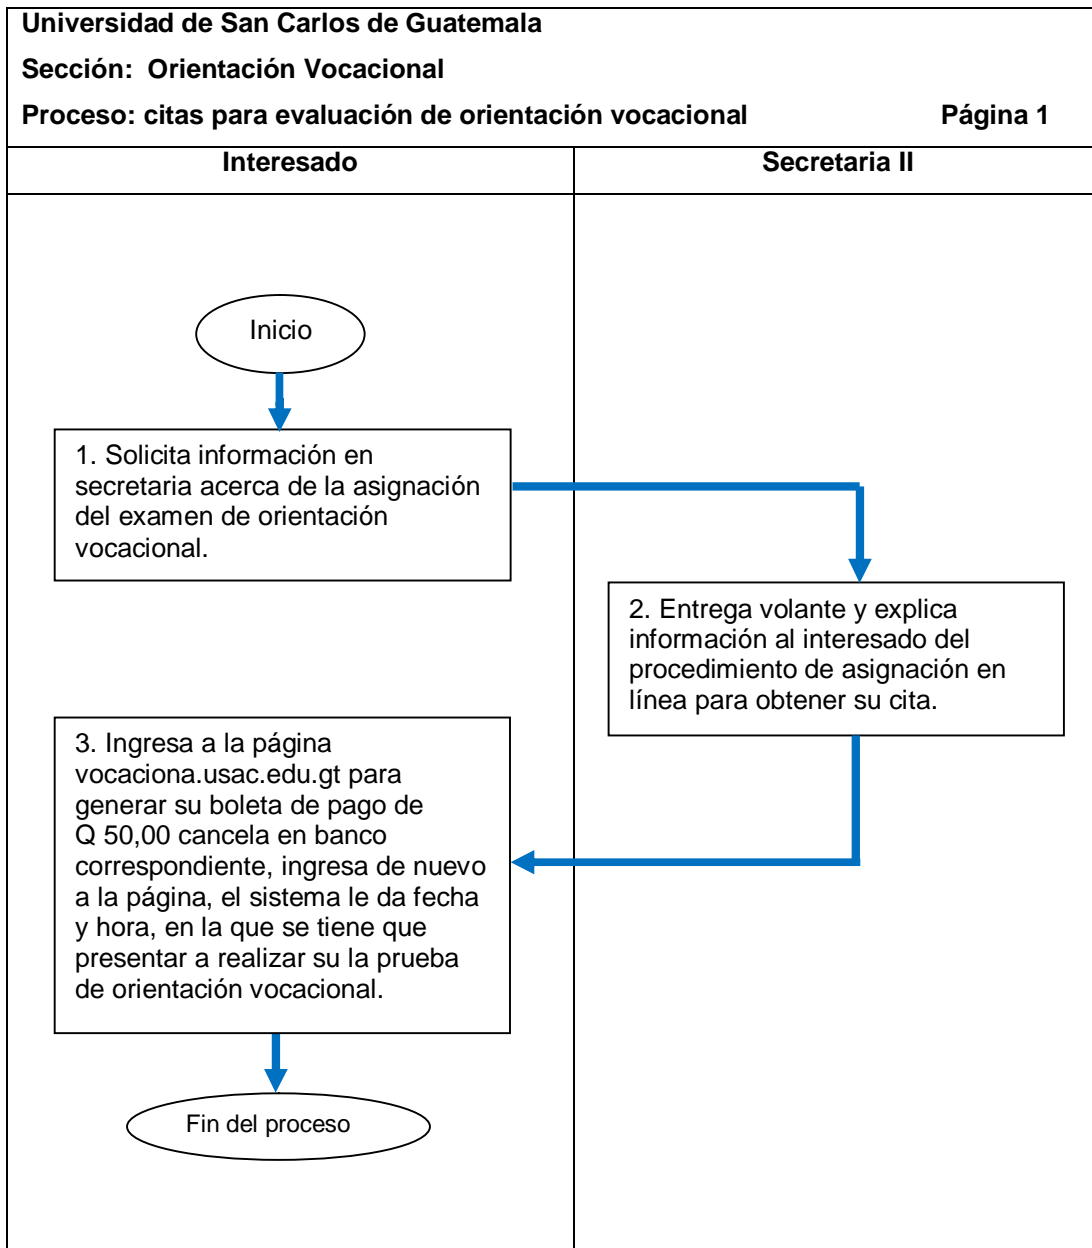 Universidad de San Carlos de Guatemala
Sección: Orientación Vocacional
Proceso: citas para evaluación de orientación vocacional Página 1
Interesado Secretaria II
Inicio
1. Solicita información en
secretaria acerca de la asignación
del examen de orientación
vocacional.
2. Entrega volante y explica
información al interesado del
procedimiento de asignación en
línea para obtener su cita.
3. Ingresa a la página
vocaciona.usac.edu.gt para
generar su boleta de pago de
Q 50,00 cancela en banco
correspondiente, ingresa de nuevo
a la página, el sistema le da fecha
y hora, en la que se tiene que
presentar a realizar su la prueba
de orientación vocacional.
Fin del proceso